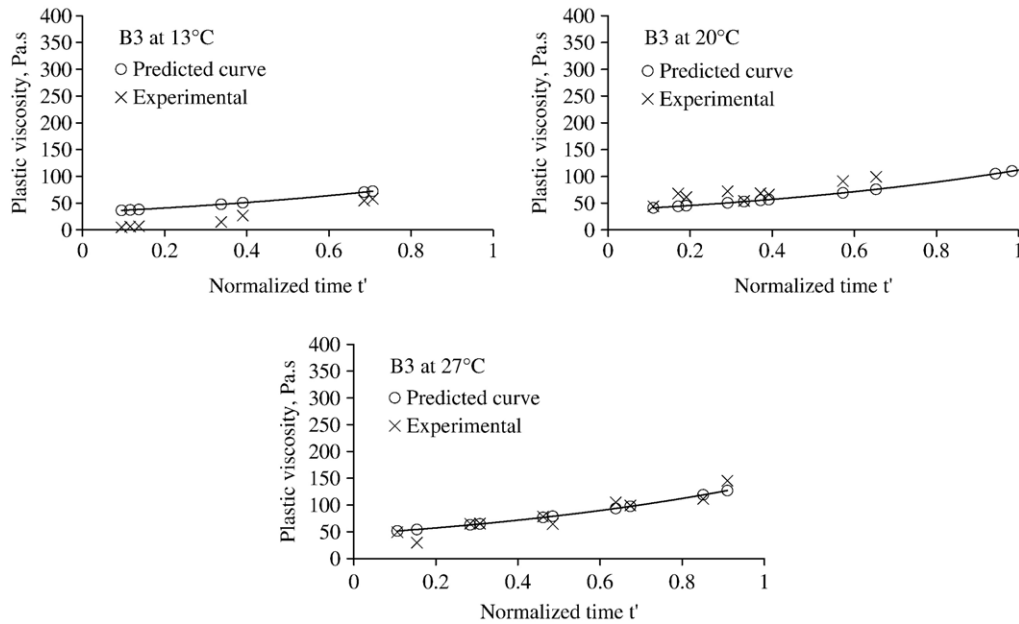 B3 at 13°C
Predicted curve
Experimental
Plastic viscosity, Pa.s
400
350
300
250
200
150
100
50
0
0 0.2 0.4 0.6 0.8 1
Normalized time t'
B3 at 20°C
Predicted curve
Experimental
Plastic viscosity, Pa.s
400
350
300
250
200
150
100
50
0
0 0.2 0.4 0.6 0.8 1
Normalized time t'
B3 at 27°C
Predicted curve
Experimental
Plastic viscosity, Pa.s
400
350
300
250
200
150
100
50
0
0 0.2 0.4 0.6 0.8 1
Normalized time t'